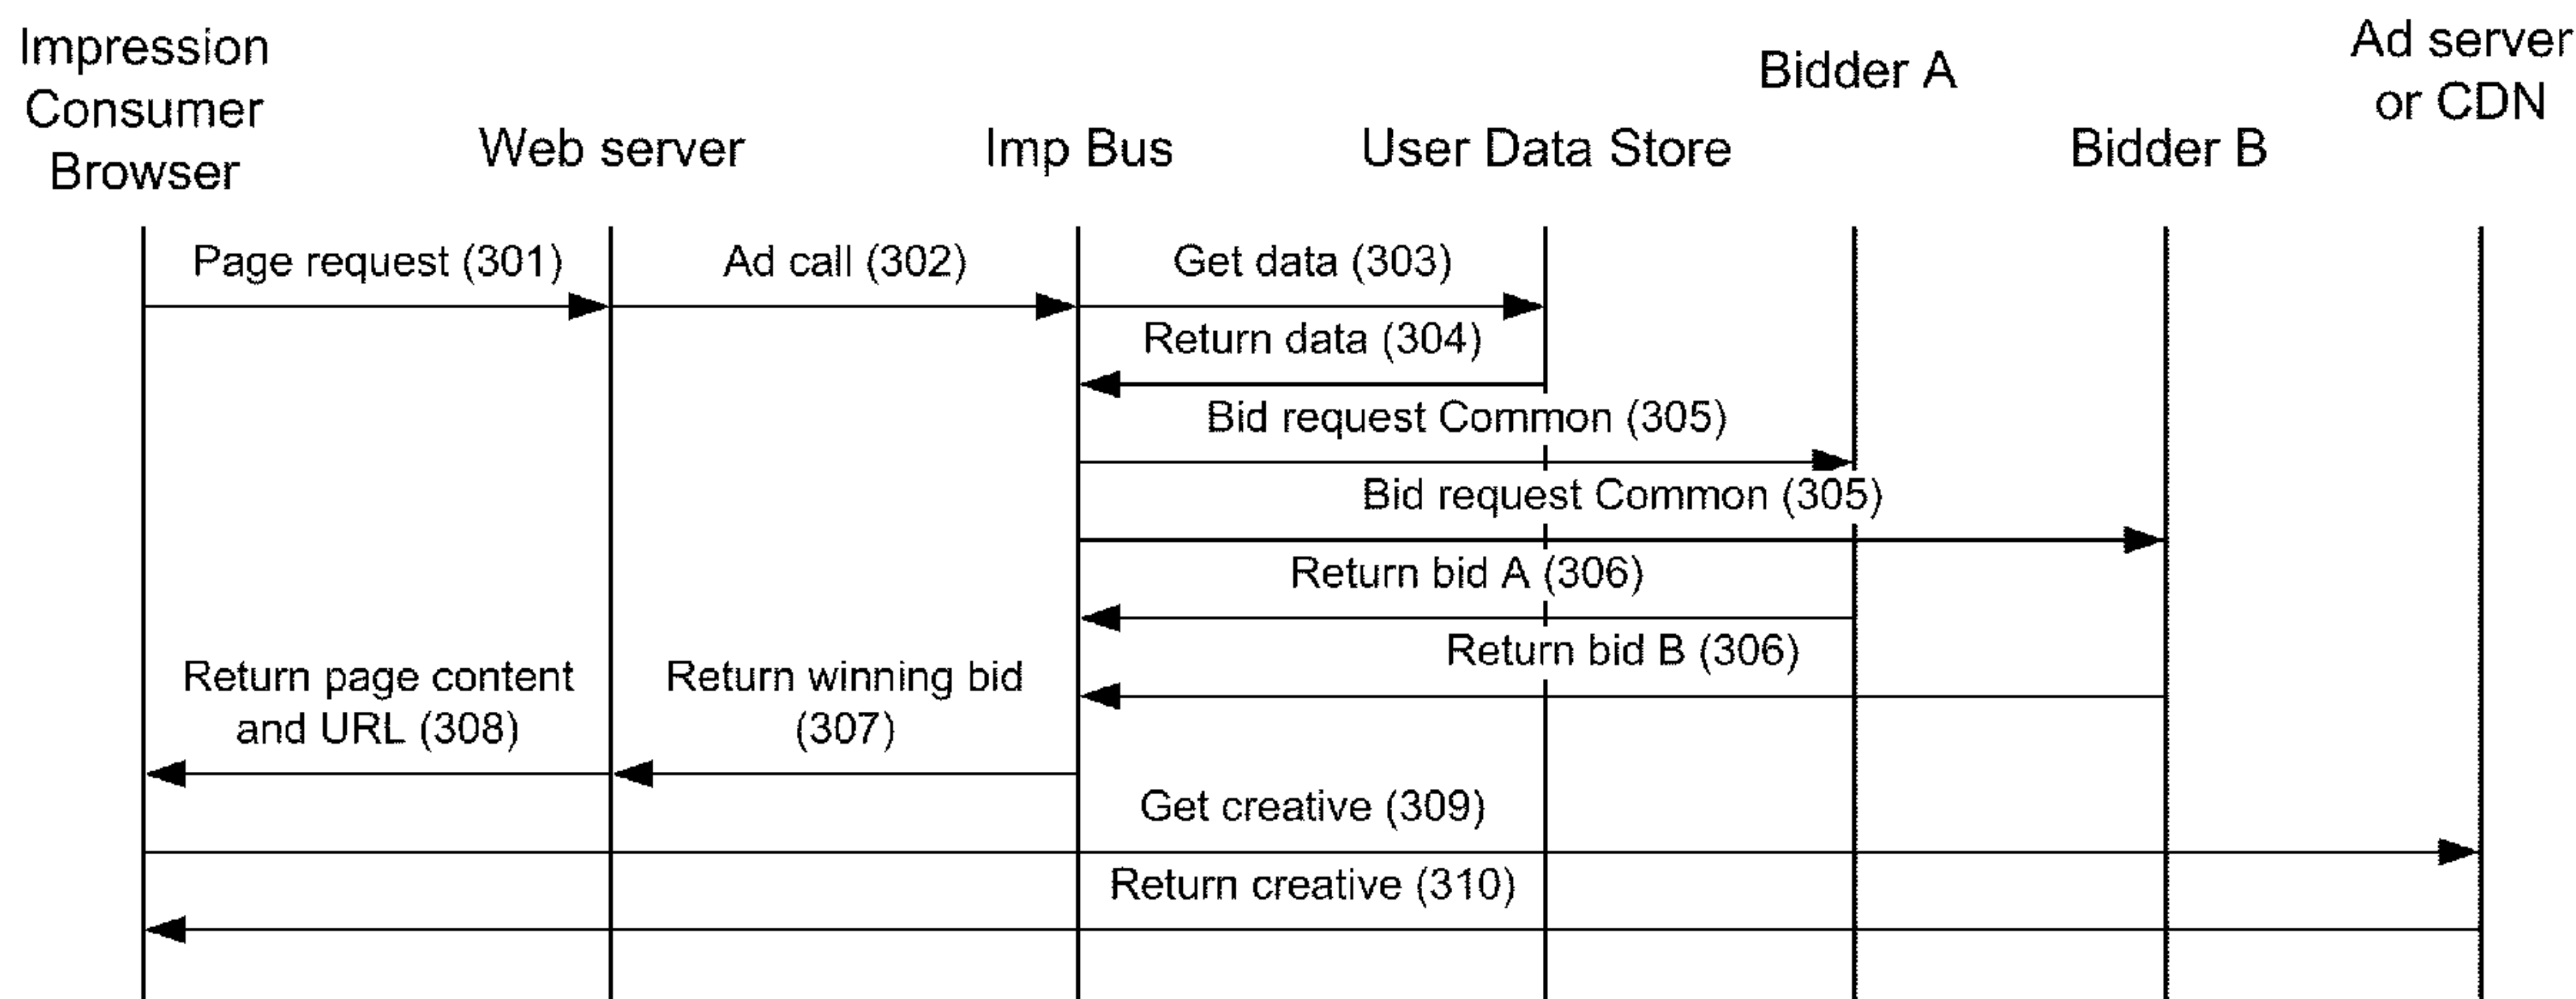 Impression
Consumer
Browser
Web server
Imp Bus
User Data Store
Bidder A
Bidder B
Ad server
or CDN
Page request (301)
Ad call (302)
Get data (303)
Return data (304)
Bid request Common (305)
Bid request Common (305)
Return bid A (306)
Return bid B (306)
Return page content
and URL (308)
Return winning bid
(307)
Get creative (309)
Return creative (310)